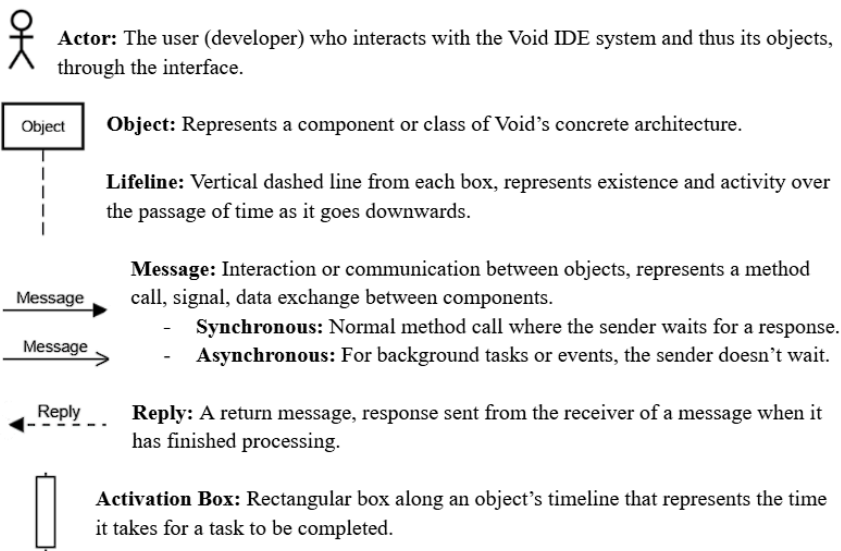 Actor: The user (developer) who interacts with the Void IDE system and thus its objects,
through the interface.
Object
Object: Represents a component or class of Void’s concrete architecture.
Lifeline: Vertical dashed line from each box, represents existence and activity over
the passage of time as it goes downwards.
Message: Interaction or communication between objects, represents a method
Message
call, signal, data exchange between components.
- Synchronous: Normal method call where the sender waits for a response.
Message
- Asynchronous: For background tasks or events, the sender doesn’t wait.
Reply
Reply: A return message, response sent from the receiver of a message when it
has finished processing.
Activation Box: Rectangular box along an object’s timeline that represents the time
it takes for a task to be completed.